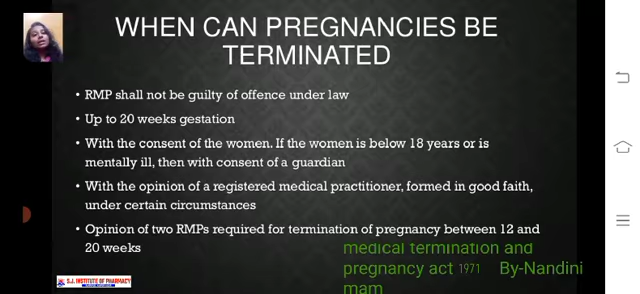 WHEN CAN PREGNANCIES BE
TERMINATED
• RMP shall not be guilty of offence under law
• Up to 20 weeks gestation
• With the consent of the women. If the women is below 18 years or is
mentally ill, then with consent of a guardian
• With the opinion of a registered medical practitioner, formed in good faith,
under certain circumstances
• Opinion of two RMPs required for termination of pregnancy between 12 and
20 weeks
medical termination and
pregnancy act 1971 By-Nandini
mam
S.J. INSTITUTE OF PHARMACY